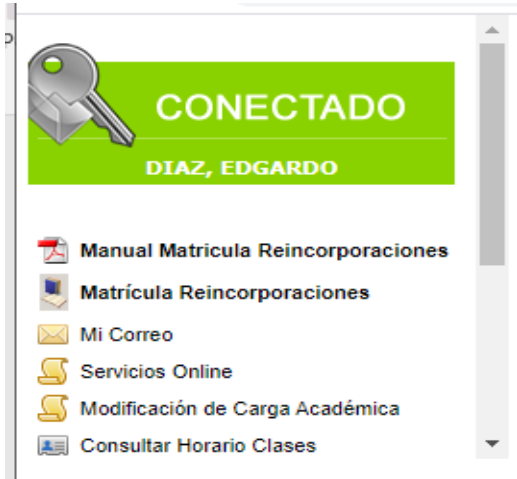 CONECTADO
DIAZ, EDGARDO
Manual Matricula Reincorporaciones
Matrícula Reincorporaciones
Mi Correo
Servicios Online
Modificación de Carga Académica
Consultar Horario Clases